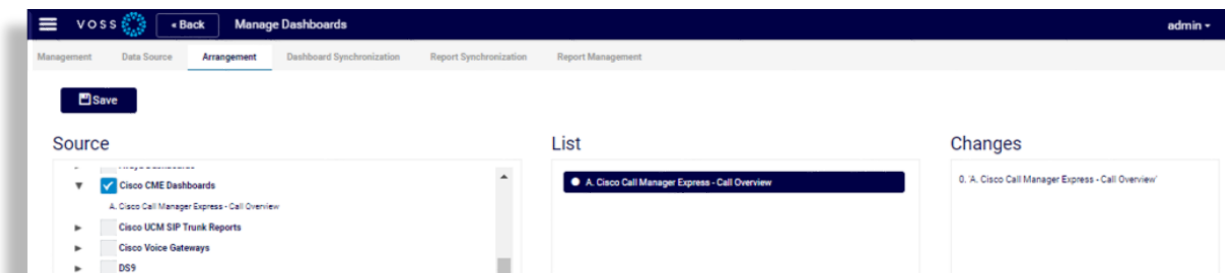 VOSS « Back Manage Dashboards admin
Management Data Source Arrangement Dashboard Synchronization Report Synchronization Report Management
Save
Source List Changes
Cisco CME Dashboards
A. Cisco Call Manager Express - Call Overview
A. Cisco Call Manager Express - Call Overview
0. 'A. Cisco Call Manager Express - Call Overview'
Cisco UCM SIP Trunk Reports
Cisco Voice Gateways
DS9